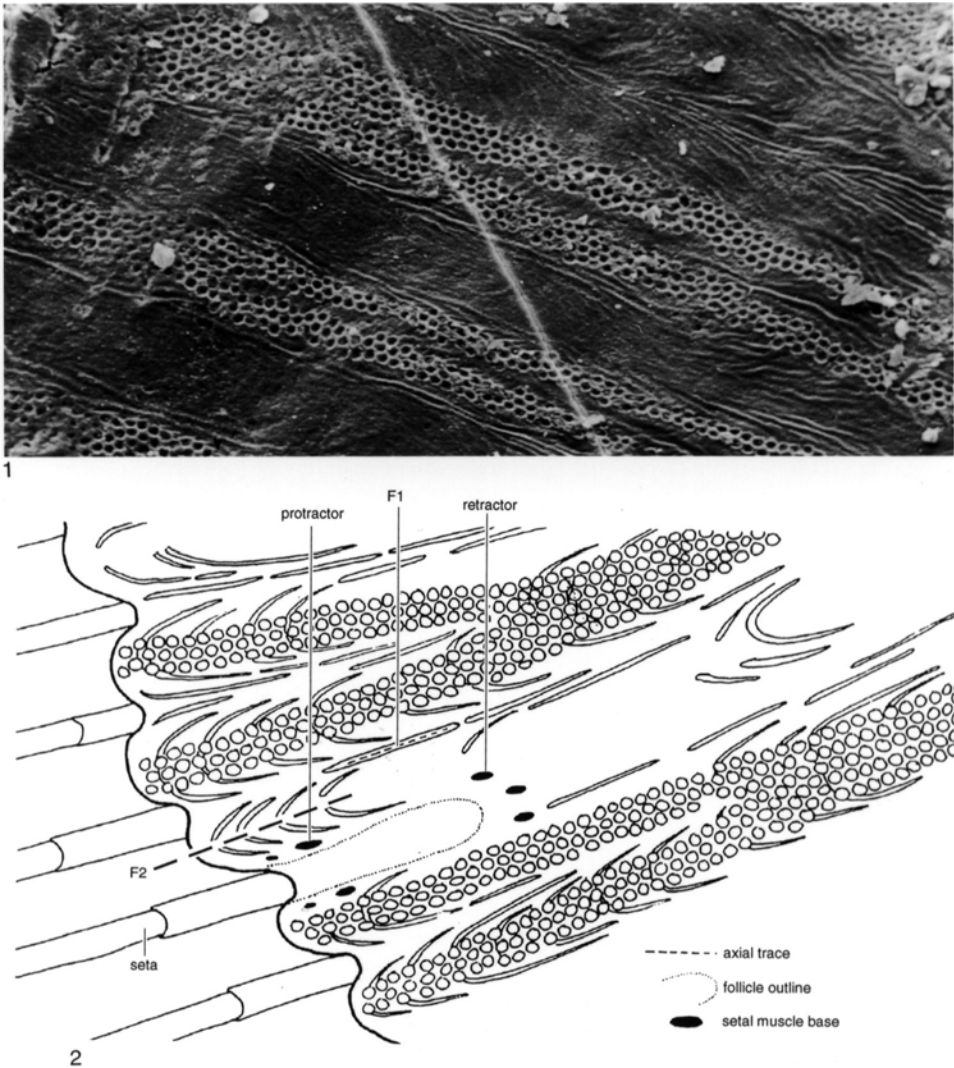 1
F1
protractor
retractor
F2
seta
axial trace
follicle outline
setal muscle base
2